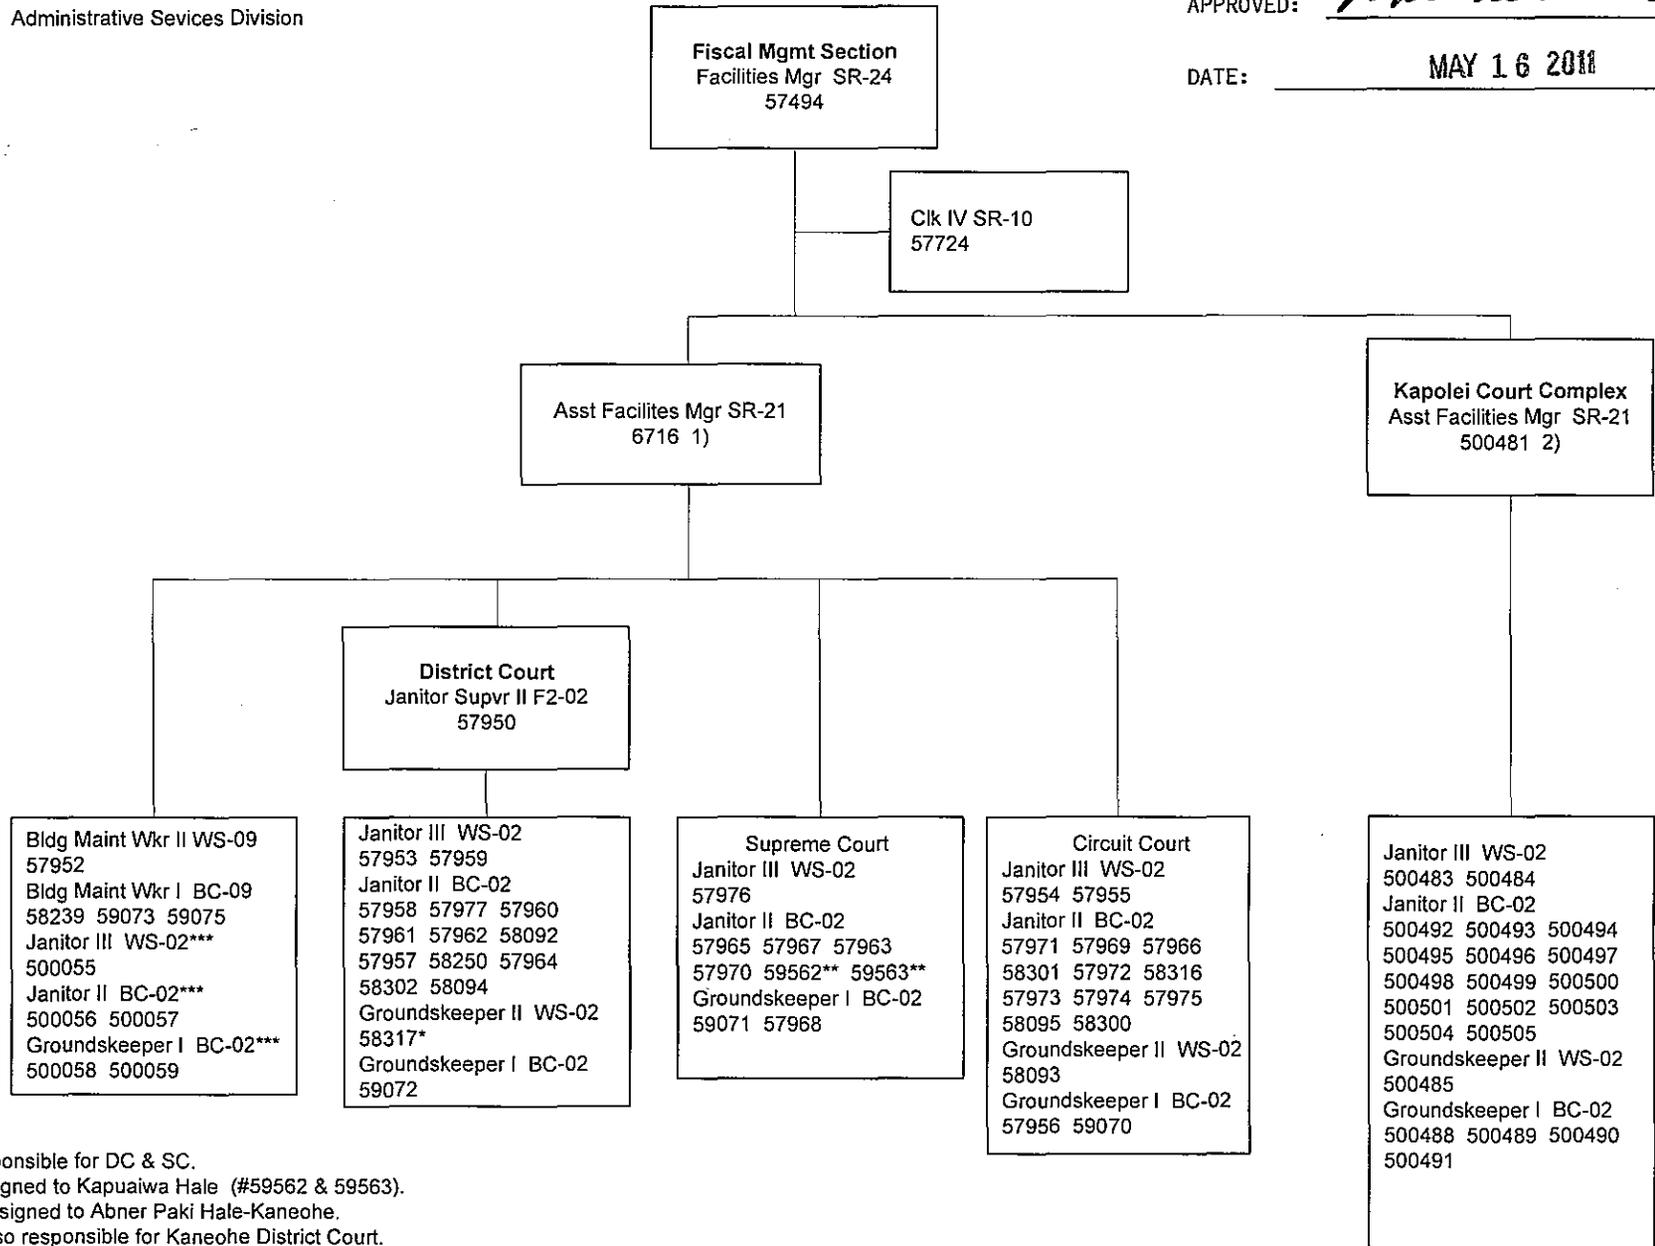 Administrative Sevices Division
APPROVED:
DATE: MAY 16 2011
Fiscal Mgmt Section
Facilities Mgr SR-24
57494
Clk IV SR-10
57724
Asst Facilites Mgr SR-21
6716 1)
Kapolei Court Complex
Asst Facilities Mgr SR-21
500481 2)
District Court
Janitor Supvr II F2-02
57950
Bldg Maint Wkr II WS-09
57952
Bldg Maint Wkr I BC-09
58239 59073 59075
Janitor III WS-02***
500055
Janitor II BC-02***
500056 500057
Groundskeeper I BC-02***
500058 500059
Janitor III WS-02
57953 57959
Janitor II BC-02
57958 57977 57960
57961 57962 58092
57957 58250 57964
58302 58094
Groundskeeper II WS-02
58317*
Groundskeeper I BC-02
59072
Supreme Court
Janitor III WS-02
57976
Janitor II BC-02
57965 57967 57963
57970 59562** 59563**
Groundskeeper I BC-02
59071 57968
Circuit Court
Janitor III WS-02
57954 57955
Janitor II BC-02
57971 57969 57966
58301 57972 58316
57973 57974 57975
58095 58300
Groundskeeper II WS-02
58093
Groundskeeper I BC-02
57956 59070
Janitor III WS-02
500483 500484
Janitor II BC-02
500492 500493 500494
500495 500496 500497
500498 500499 500500
500501 500502 500503
500504 500505
Groundskeeper II WS-02
500485
Groundskeeper I BC-02
500488 500489 500490
500491
onsible for DC & SC.
gned to Kapuaiwa Hale (#59562 & 59563).
signed to Abner Paki Hale-Kaneohe.
so responsible for Kaneohe District Court.